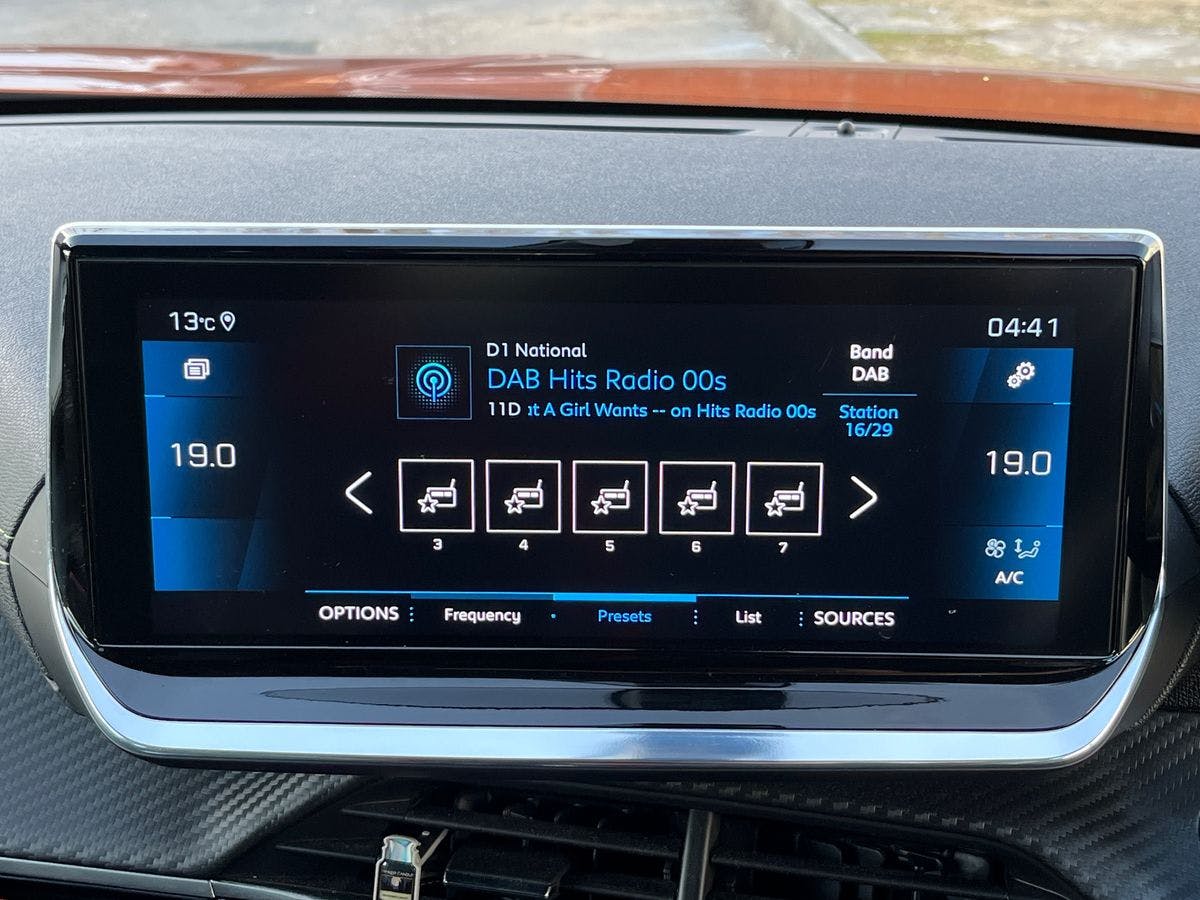 13°C
04:41
D1 National
DAB Hits Radio 00s
11D at A Girl Wants -- on Hits Radio 00s
Band
DAB
Station
16/29
19.0
19.0
3 4 5 6 7
A/C
OPTIONS Frequency Presets List SOURCES